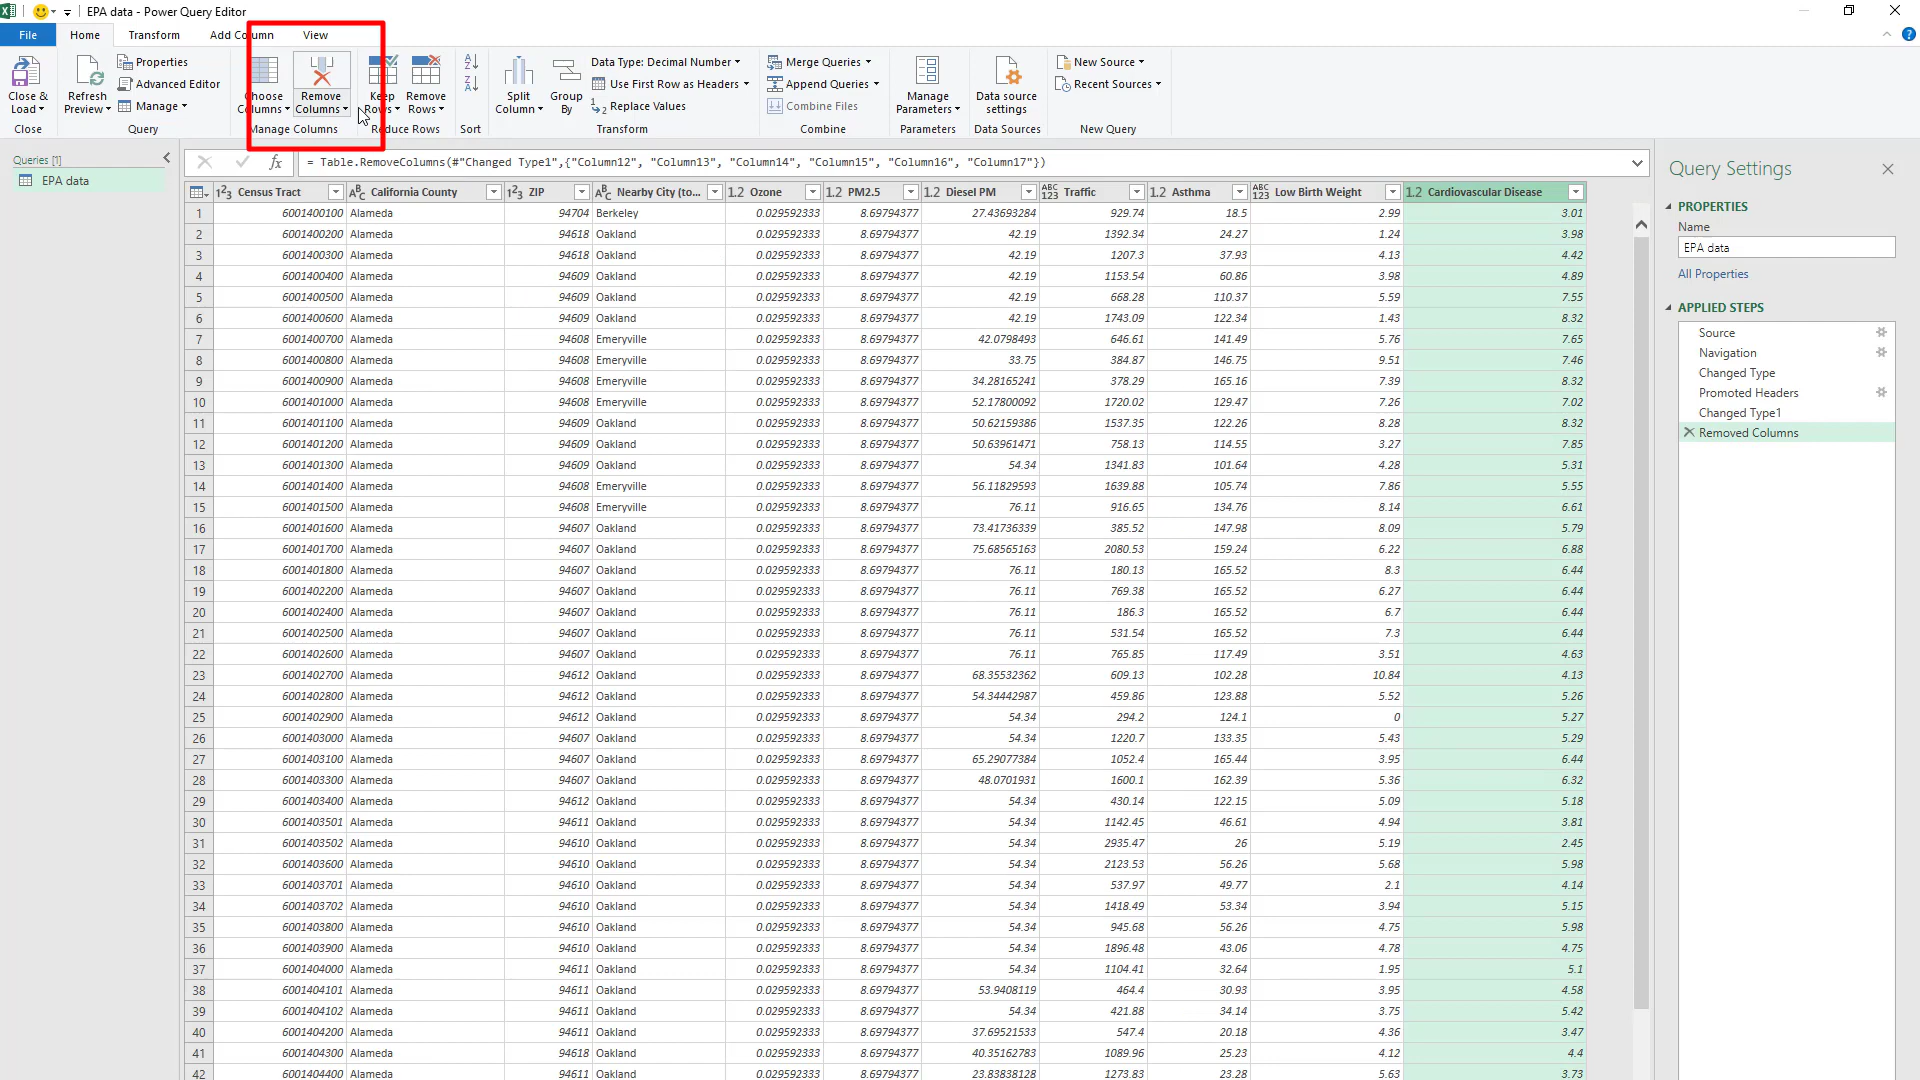 EPA data - Power Query Editor
File Home Transform Add Column View
Close & Load Refresh Preview Properties Advanced Editor Manage Choose Columns Remove Columns Keep Rows Remove Rows Split Column Group By Data Type: Decimal Number Use First Row as Headers Replace Values Merge Queries Append Queries Combine Files Manage Parameters Data source settings New Source Recent Sources
Close Query Manage Columns Reduce Rows Sort Transform Combine Parameters Data Sources New Query
Queries [1]
EPA data
fx = Table.RemoveColumns(#"Changed Type1",{"Column12", "Column13", "Column14", "Column15", "Column16", "Column17"})
Census Tract California County ZIP Nearby City (to... Ozone PM2.5 Diesel PM Traffic Asthma Low Birth Weight Cardiovascular Disease
1 6001400100 Alameda 94704 Berkeley 0.029592333 8.69794377 27.43693284 929.74 18.5 2.99 3.01
2 6001400200 Alameda 94618 Oakland 0.029592333 8.69794377 42.19 1392.34 24.27 1.24 3.98
3 6001400300 Alameda 94618 Oakland 0.029592333 8.69794377 42.19 1207.3 37.93 4.13 4.42
4 6001400400 Alameda 94609 Oakland 0.029592333 8.69794377 42.19 1153.54 60.86 3.98 4.89
5 6001400500 Alameda 94609 Oakland 0.029592333 8.69794377 42.19 668.28 110.37 5.59 7.55
6 6001400600 Alameda 94609 Oakland 0.029592333 8.69794377 42.19 1743.09 122.34 1.43 8.32
7 6001400700 Alameda 94608 Emeryville 0.029592333 8.69794377 42.0798493 646.61 141.49 5.76 7.65
8 6001400800 Alameda 94608 Emeryville 0.029592333 8.69794377 33.75 384.87 146.75 9.51 7.46
9 6001400900 Alameda 94608 Emeryville 0.029592333 8.69794377 34.28165241 378.29 165.16 7.39 8.32
10 6001401000 Alameda 94608 Emeryville 0.029592333 8.69794377 52.17800092 1720.02 129.47 7.26 7.02
11 6001401100 Alameda 94609 Oakland 0.029592333 8.69794377 50.62159386 1537.35 122.26 8.28 8.32
12 6001401200 Alameda 94609 Oakland 0.029592333 8.69794377 50.63961471 758.13 114.55 3.27 7.85
13 6001401300 Alameda 94609 Oakland 0.029592333 8.69794377 54.34 1341.83 101.64 4.28 5.31
14 6001401400 Alameda 94608 Emeryville 0.029592333 8.69794377 56.11829593 1639.88 105.74 7.86 5.55
15 6001401500 Alameda 94608 Emeryville 0.029592333 8.69794377 76.11 916.65 134.76 8.14 6.61
16 6001401600 Alameda 94607 Oakland 0.029592333 8.69794377 73.41736339 385.52 147.98 8.09 5.79
17 6001401700 Alameda 94607 Oakland 0.029592333 8.69794377 75.68565163 2080.53 159.24 6.22 6.88
18 6001401800 Alameda 94607 Oakland 0.029592333 8.69794377 76.11 180.13 165.52 8.3 6.44
19 6001402200 Alameda 94607 Oakland 0.029592333 8.69794377 76.11 769.38 165.52 6.27 6.44
20 6001402400 Alameda 94607 Oakland 0.029592333 8.69794377 76.11 186.3 165.52 6.7 6.44
21 6001402500 Alameda 94607 Oakland 0.029592333 8.69794377 76.11 531.54 165.52 7.3 6.44
22 6001402600 Alameda 94607 Oakland 0.029592333 8.69794377 76.11 765.85 117.49 3.51 4.63
23 6001402700 Alameda 94612 Oakland 0.029592333 8.69794377 68.35532362 609.13 102.28 10.84 4.13
24 6001402800 Alameda 94612 Oakland 0.029592333 8.69794377 54.34442987 459.86 123.88 5.52 5.26
25 6001402900 Alameda 94612 Oakland 0.029592333 8.69794377 54.34 294.2 124.1 0 5.27
26 6001403000 Alameda 94607 Oakland 0.029592333 8.69794377 54.34 1220.7 133.35 5.43 5.29
27 6001403100 Alameda 94607 Oakland 0.029592333 8.69794377 65.29077384 1052.4 165.44 3.95 6.44
28 6001403300 Alameda 94607 Oakland 0.029592333 8.69794377 48.0701931 1600.1 162.39 5.36 6.32
29 6001403400 Alameda 94612 Oakland 0.029592333 8.69794377 54.34 430.14 122.15 5.09 5.18
30 6001403501 Alameda 94611 Oakland 0.029592333 8.69794377 54.34 1142.45 46.61 4.94 3.81
31 6001403502 Alameda 94610 Oakland 0.029592333 8.69794377 54.34 2935.47 26 5.19 2.45
32 6001403600 Alameda 94610 Oakland 0.029592333 8.69794377 54.34 2123.53 56.26 5.68 5.98
33 6001403701 Alameda 94610 Oakland 0.029592333 8.69794377 54.34 537.97 49.77 2.1 4.14
34 6001403702 Alameda 94610 Oakland 0.029592333 8.69794377 54.34 1418.49 53.34 3.94 5.15
35 6001403800 Alameda 94610 Oakland 0.029592333 8.69794377 54.34 945.68 56.26 4.75 5.98
36 6001403900 Alameda 94610 Oakland 0.029592333 8.69794377 54.34 1896.48 43.06 4.78 4.75
37 6001404000 Alameda 94611 Oakland 0.029592333 8.69794377 54.34 1104.41 32.64 1.95 5.1
38 6001404101 Alameda 94611 Oakland 0.029592333 8.69794377 53.9408119 464.4 30.93 3.95 4.58
39 6001404102 Alameda 94611 Oakland 0.029592333 8.69794377 54.34 421.88 34.14 3.75 5.42
40 6001404200 Alameda 94611 Oakland 0.029592333 8.69794377 37.69521533 547.4 20.18 4.36 3.47
41 6001404300 Alameda 94618 Oakland 0.029592333 8.69794377 40.35162783 1089.96 25.23 4.12 4.4
42 6001404400 Alameda 94611 Oakland 0.029592333 8.69794377 23.83838128 1273.83 23.28 5.63 3.73
Query Settings
PROPERTIES
Name
EPA data
All Properties
APPLIED STEPS
Source
Navigation
Changed Type
Promoted Headers
Changed Type1
Removed Columns